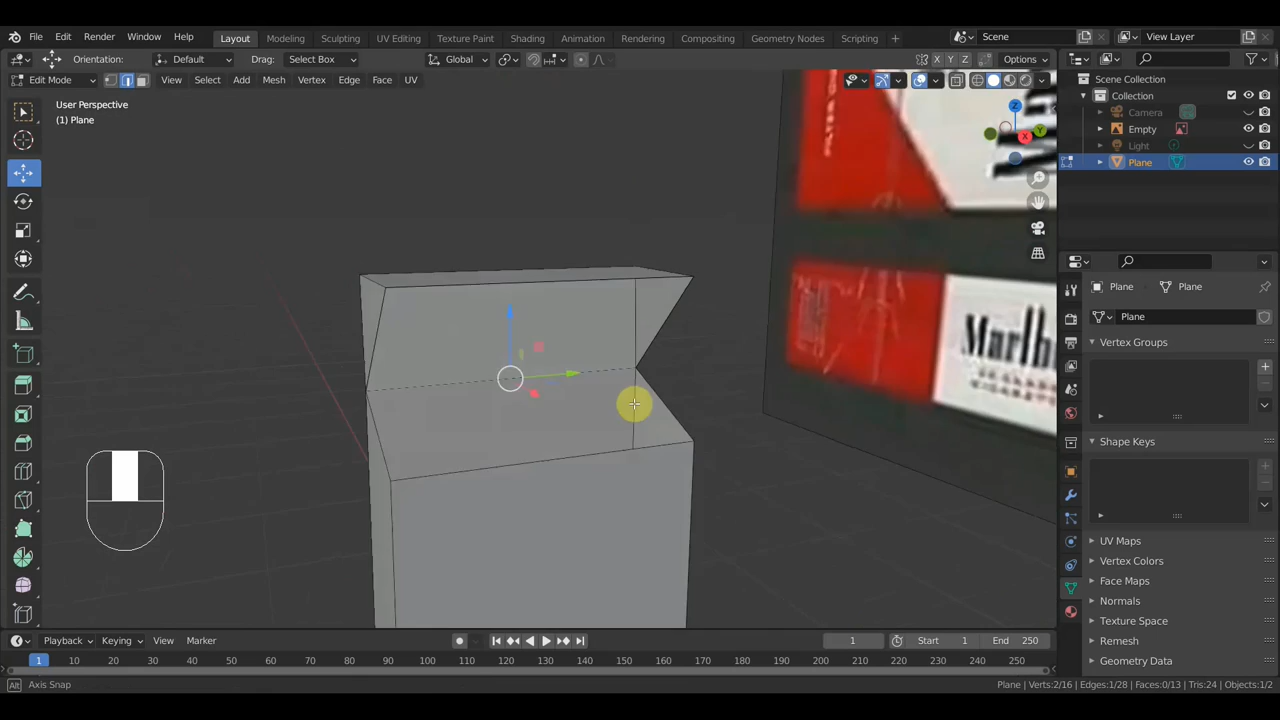 File Edit Render Window Help Layout Modeling Sculpting UV Editing Texture Paint Shading Animation Rendering Compositing Geometry Nodes Scripting + Scene View Layer
Orientation: Default Drag: Select Box Global X Y Z Options
Edit Mode View Select Add Mesh Vertex Edge Face UV
User Perspective
(1) Plane
Z
Y
X
Marlb
Scene Collection
Collection
Camera
Empty
Light
Plane
Plane Plane
Plane
Vertex Groups
Shape Keys
UV Maps
Vertex Colors
Face Maps
Normals
Texture Space
Remesh
Geometry Data
Playback Keying View Marker 1 Start 1 End 250
1 10 20 30 40 50 60 70 80 90 100 110 120 130 140 150 160 170 180 190 200 210 220 230 240 250
Alt Axis Snap Plane | Verts:2/16 | Edges:1/28 | Faces:0/13 | Tris:24 | Objects:1/2